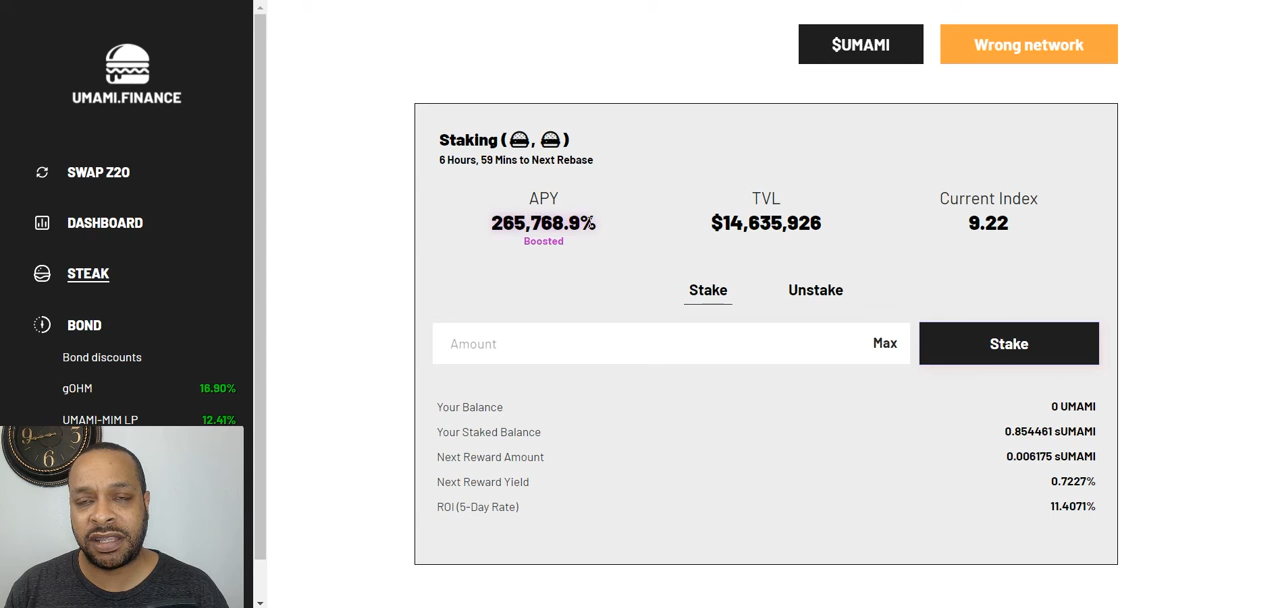 $UMAMI
Wrong network
UMAMI.FINANCE
SWAP Z2O
DASHBOARD
STEAK
BOND
Bond discounts
gOHM 16.90%
UMAMI-MIM LP 12.41%
Staking ( , )
6 Hours, 59 Mins to Next Rebase
APY
265,768.9%
Boosted
TVL
$14,635,926
Current Index
9.22
Stake
Unstake
Amount
Max
Stake
Your Balance 0 UMAMI
Your Staked Balance 0.854461 sUMAMI
Next Reward Amount 0.006175 sUMAMI
Next Reward Yield 0.7227%
ROI (5-Day Rate) 11.4071%
5
6